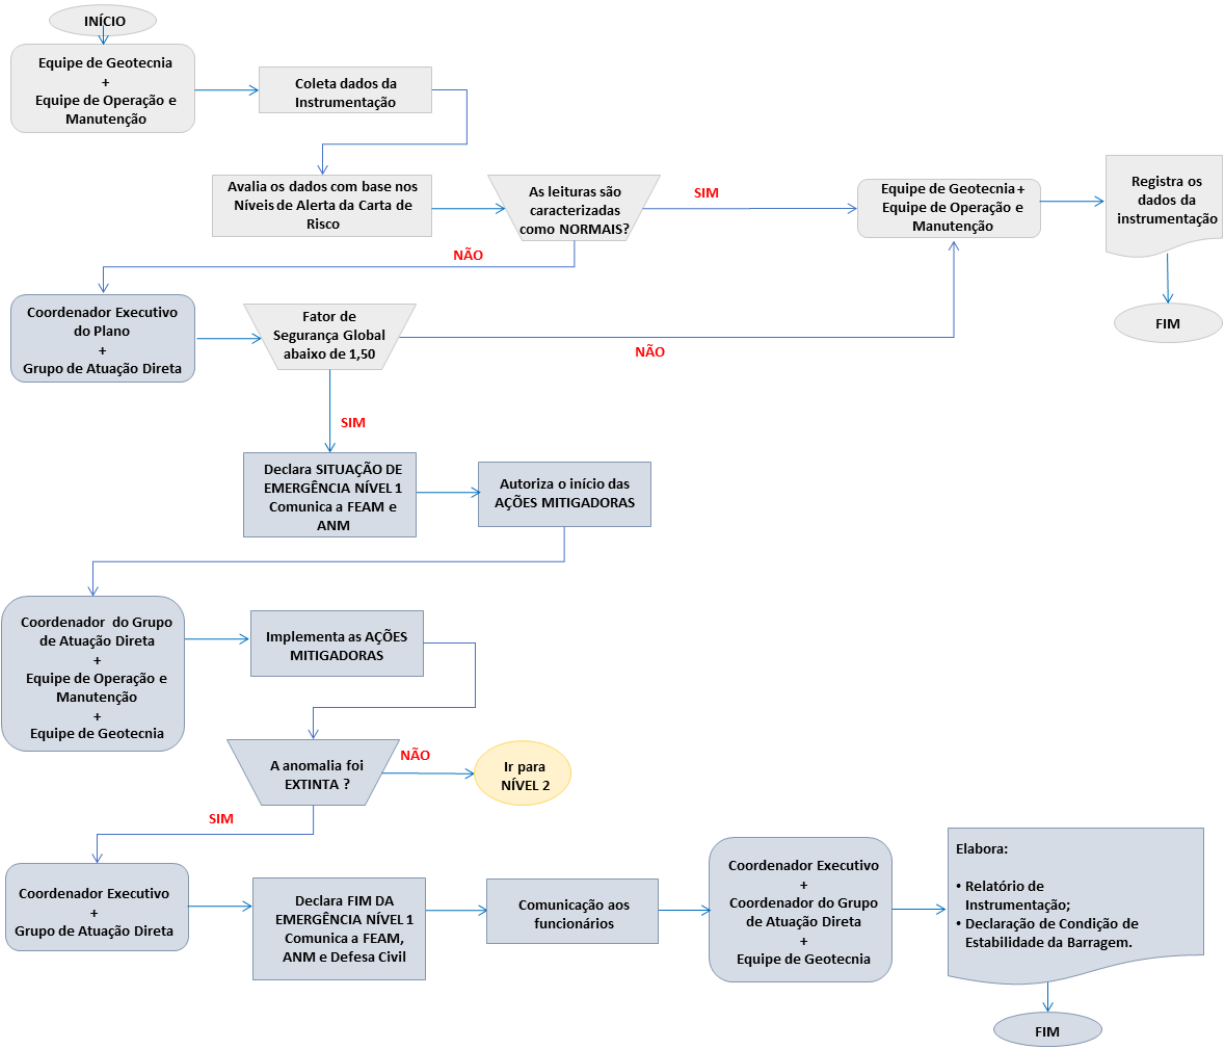 INÍCIO
Equipe de Geotecnia
+
Equipe de Operação e
Manutenção
Coleta dados da
Instrumentação
Avalia os dados com base nos
Níveis de Alerta da Carta de
Risco
As leituras são
caracterizadas
como NORMAIS?
SIM
Equipe de Geotecnia +
Equipe de Operação e
Manutenção
Registra os
dados da
instrumentação
FIM
NÃO
Coordenador Executivo
do Plano
+
Grupo de Atuação Direta
Fator de
Segurança Global
abaixo de 1,50
NÃO
SIM
Declara SITUAÇÃO DE
EMERGÊNCIA NÍVEL 1
Comunica a FEAM e
ANM
Autoriza o início das
AÇÕES MITIGADORAS
Coordenador do Grupo
de Atuação Direta
+
Equipe de Operação e
Manutenção
+
Equipe de Geotecnia
Implementa as AÇÕES
MITIGADORAS
A anomalia foi
EXTINTA ?
NÃO
Ir para
NÍVEL 2
SIM
Coordenador Executivo
+
Grupo de Atuação Direta
Declara FIM DA
EMERGÊNCIA NÍVEL 1
Comunica a FEAM,
ANM e Defesa Civil
Comunicação aos
funcionários
Coordenador Executivo
+
Coordenador do Grupo
de Atuação Direta
+
Equipe de Geotecnia
Elabora:
• Relatório de
Instrumentação;
• Declaração de Condição de
Estabilidade da Barragem.
FIM